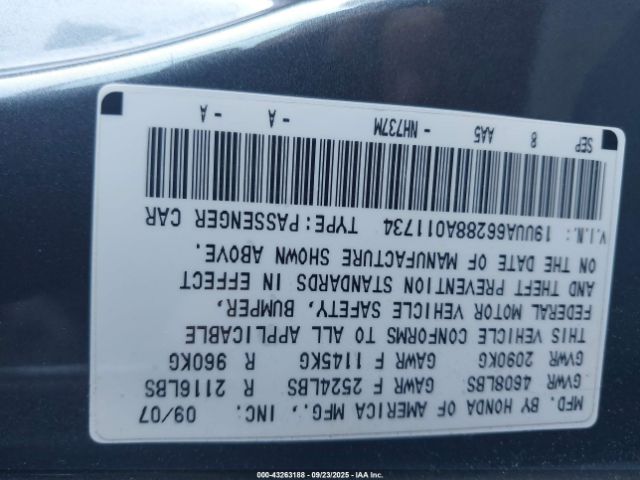 MFD. BY HONDA OF AMERICA MFG., INC. 09/07
GVWR 4608LBS GAWR F 2524LBS R 2116LBS
GVWR 2090KG GAWR F 1145KG R 960KG
THIS VEHICLE CONFORMS TO ALL APPLICABLE
FEDERAL MOTOR VEHICLE SAFETY, BUMPER,
AND THEFT PREVENTION STANDARDS IN EFFECT
ON THE DATE OF MANUFACTURE SHOWN ABOVE.
V.I.N.: 19UUA66288A011734 TYPE: PASSENGER CAR
SEP 8 AA5 - NH737M - A - A
000-43263188 - 09/23/2025 - IAA Inc.